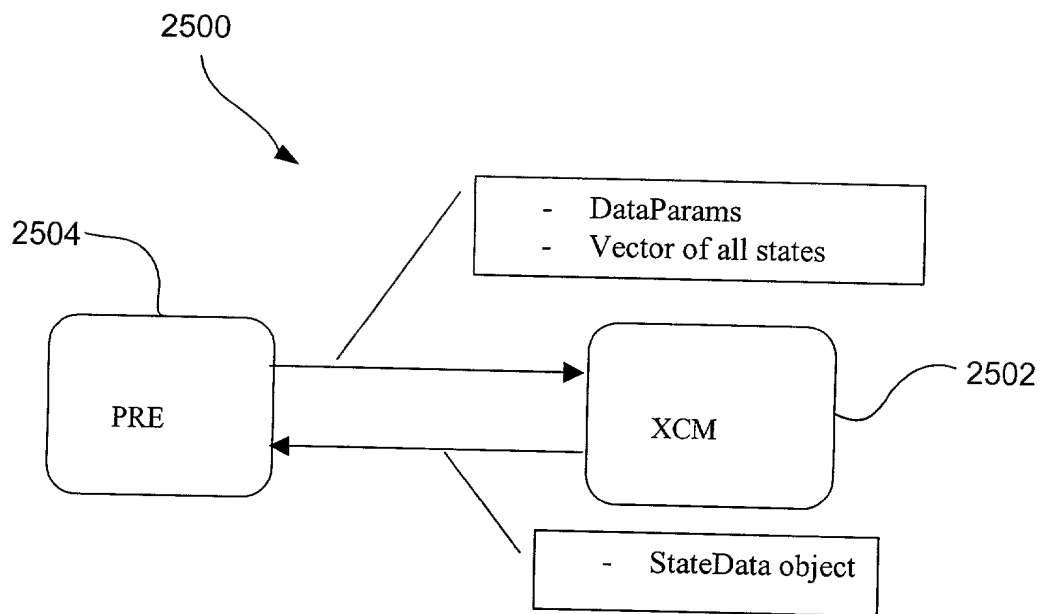 2500
- DataParams
- Vector of all states
2504
2502
PRE
XCM
- StateData object